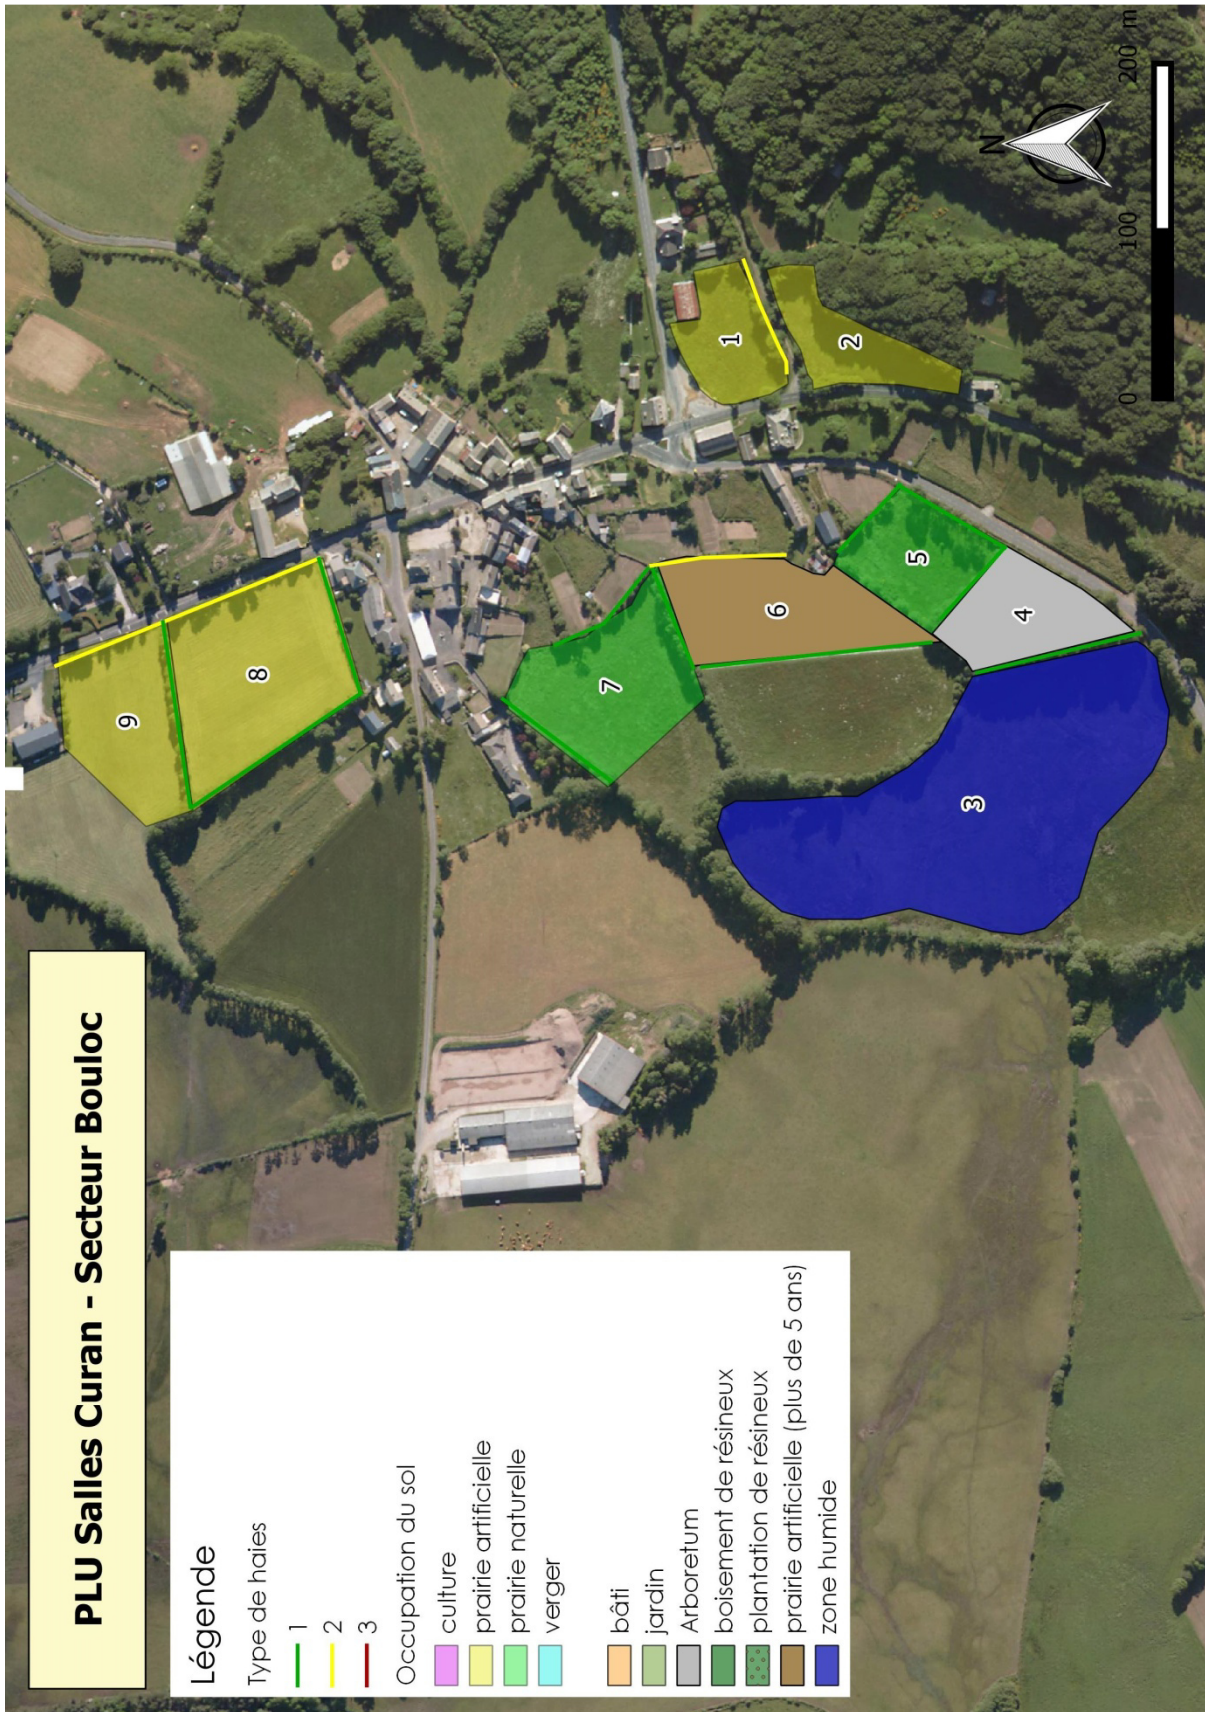 PLU Salles Curan - Secteur Bouloc
Légende
Type de haies
1
2
3
Occupation du sol
culture
prairie artificielle
prairie naturelle
verger
bâti
jardin
Arboretum
boisement de résineux
plantation de résineux
prairie artificielle (plus de 5 ans)
zone humide
9
8
7
6
5
4
3
1
2
N
0 100 200 m